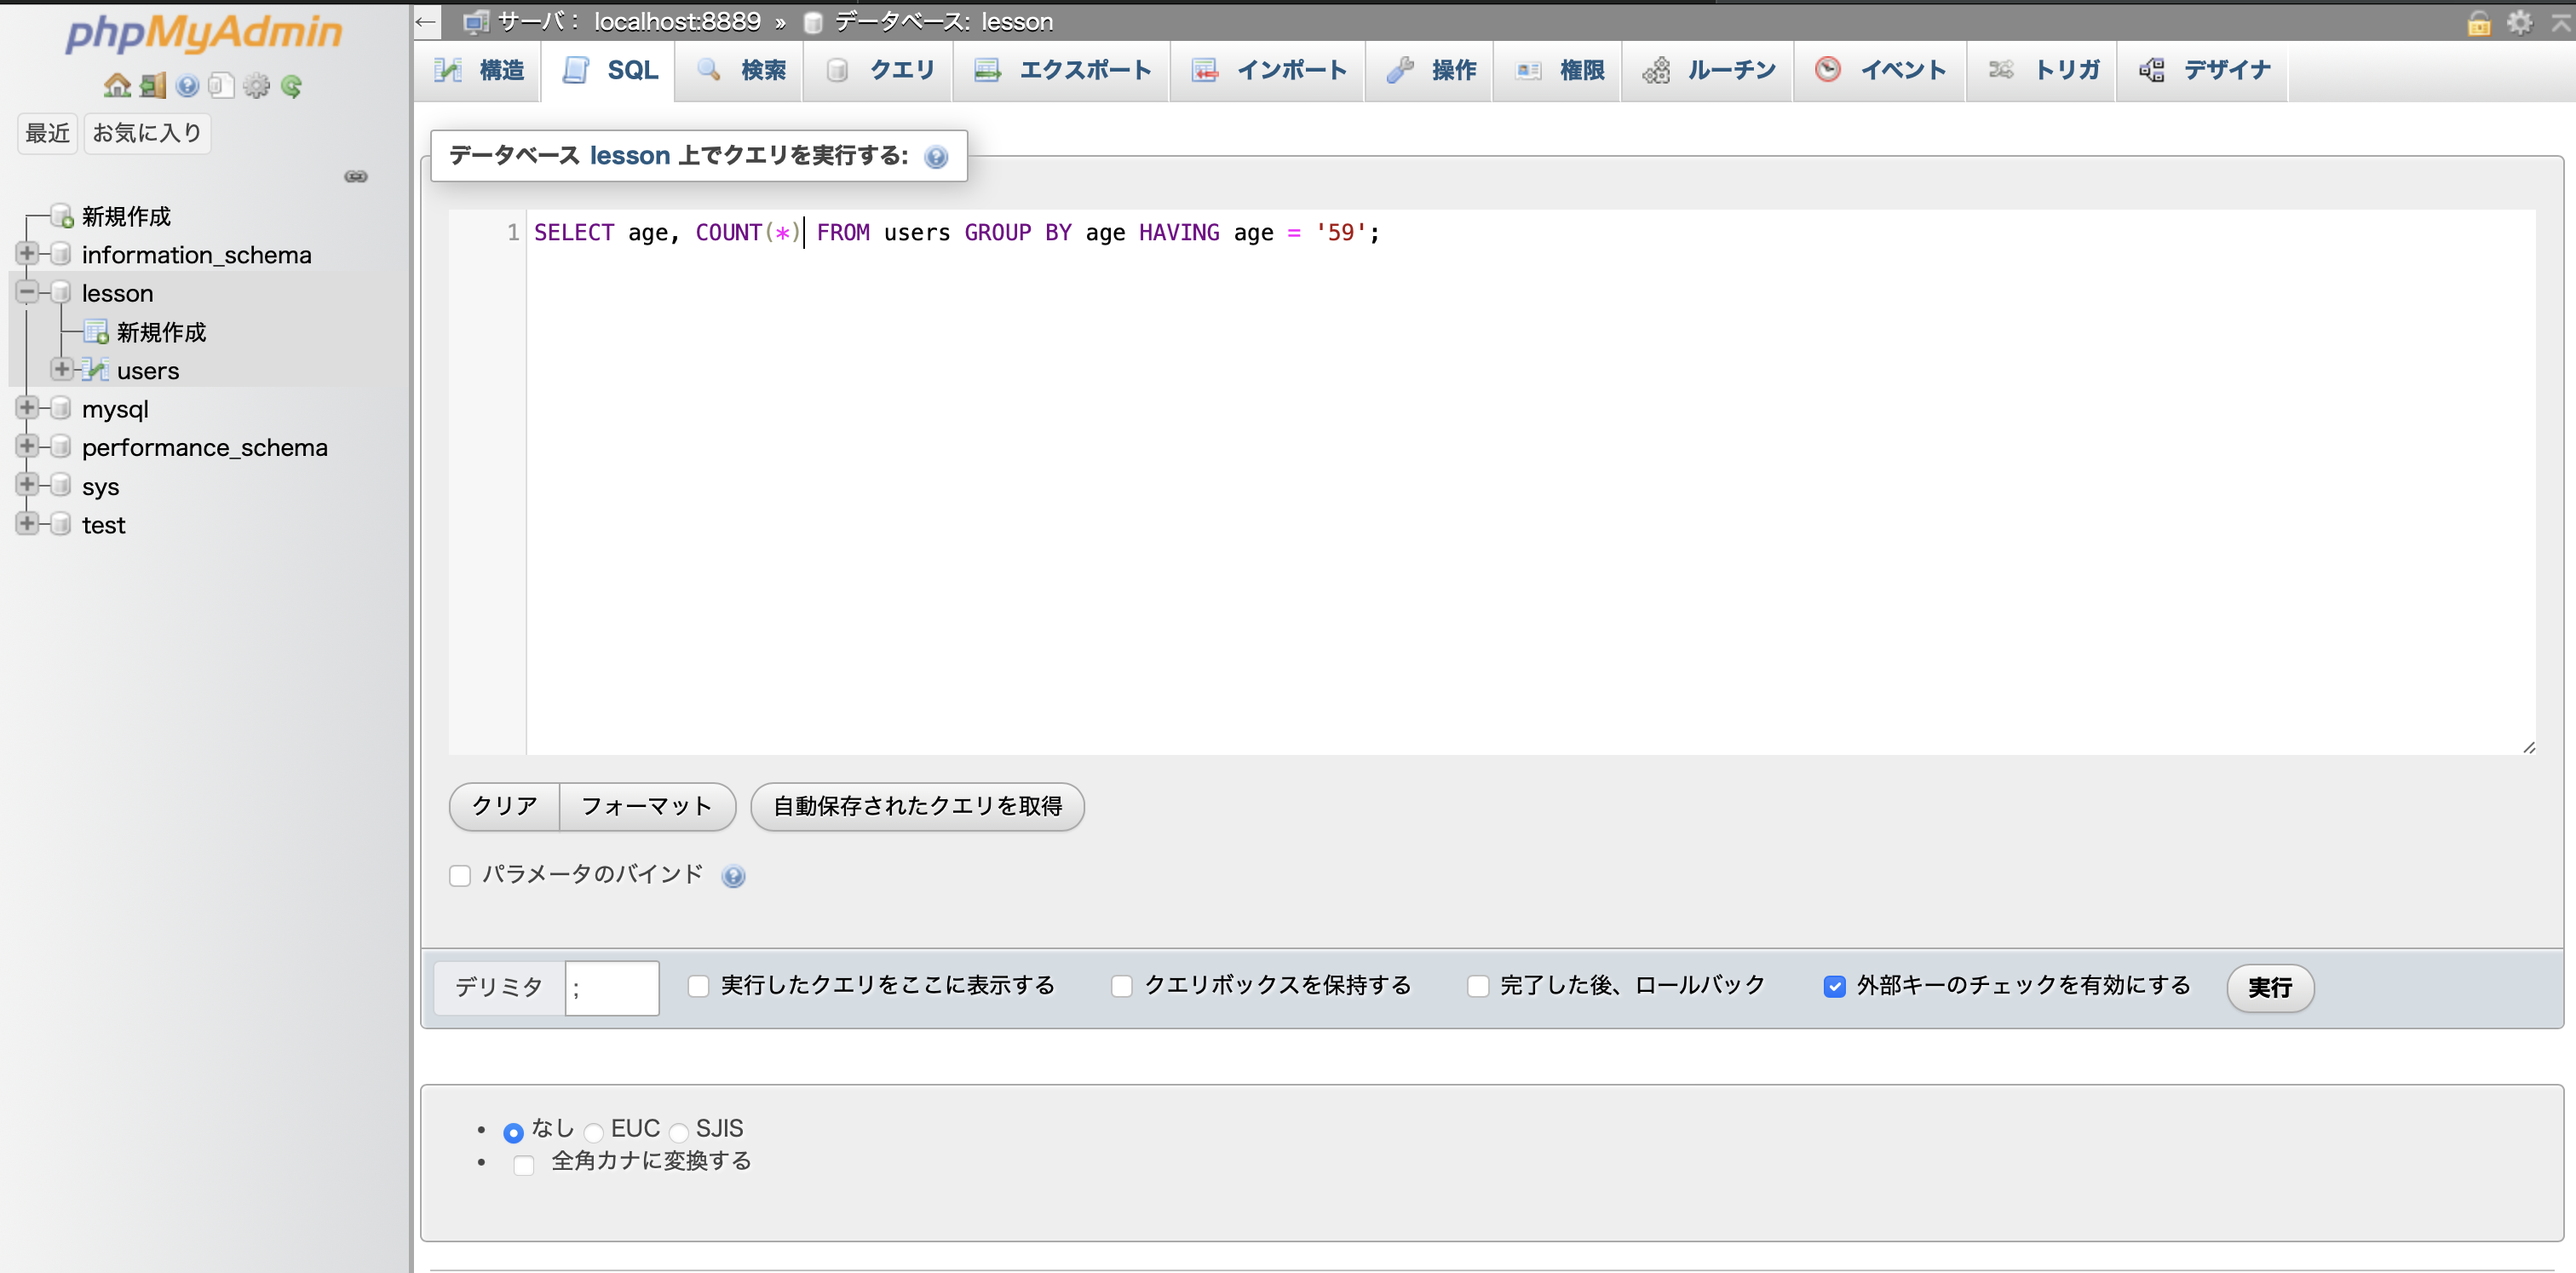 phpMyAdmin
最近 お気に入り
新規作成
information_schema
lesson
新規作成
users
mysql
performance_schema
sys
test
← サーバ： localhost:8889 » データベース: lesson
構造 SQL 検索 クエリ エクスポート インポート 操作 権限 ルーチン イベント トリガ デザイナ
データベース lesson 上でクエリを実行する:
1 SELECT age, COUNT(*) FROM users GROUP BY age HAVING age = '59';
クリア フォーマット 自動保存されたクエリを取得
パラメータのバインド
デリミタ ; 実行したクエリをここに表示する クエリボックスを保持する 完了した後、ロールバック 外部キーのチェックを有効にする 実行
• なし EUC SJIS
• 全角カナに変換する